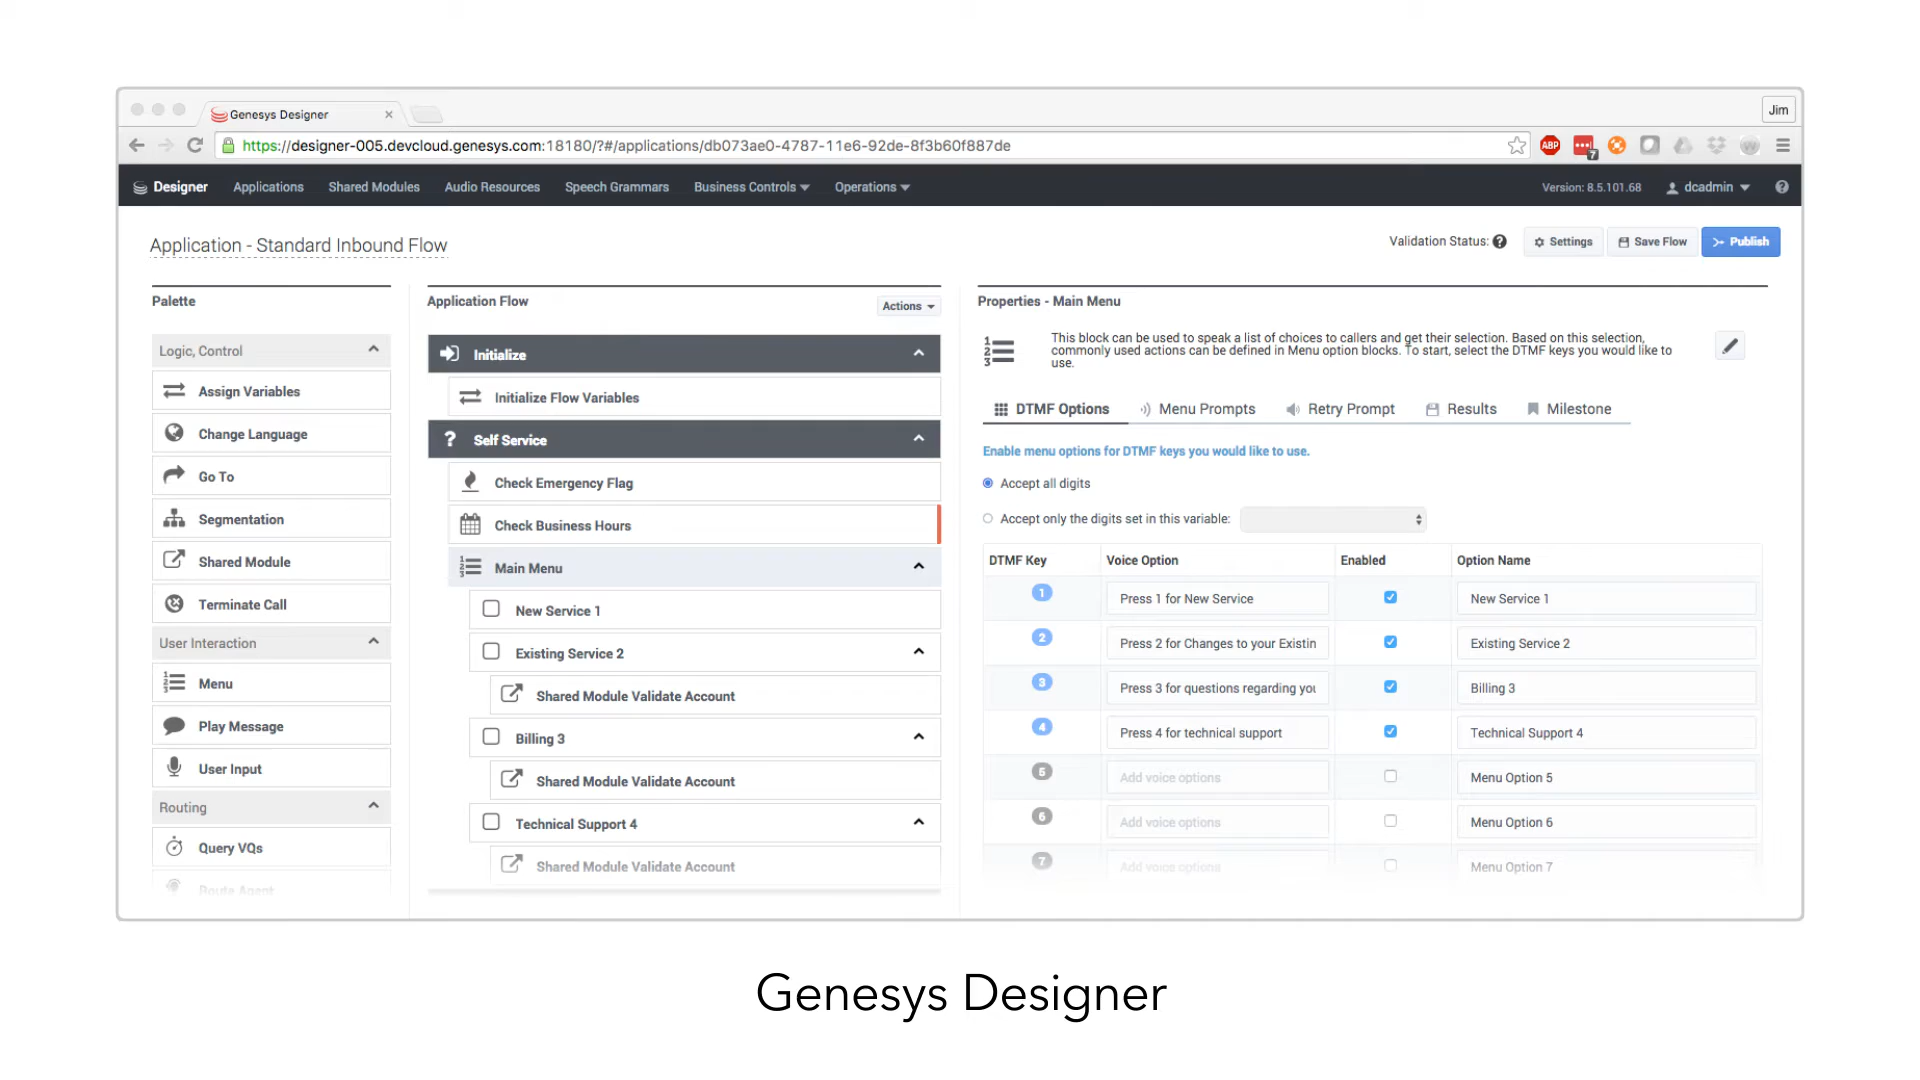 Genesys Designer
Jim
https://designer-005.devcloud.genesys.com:18180/?#/applications/db073ae0-4787-11e6-92de-8f3b60f887de
ABP
7
Designer Applications Shared Modules Audio Resources Speech Grammars Business Controls Operations Version: 8.5.101.68 dcadmin
Application - Standard Inbound Flow
Validation Status: Settings Save Flow Publish
Palette
Logic, Control
Assign Variables
Change Language
Go To
Segmentation
Shared Module
Terminate Call
User Interaction
Menu
Play Message
User Input
Routing
Query VQs
Route Agent
Application Flow
Actions
Initialize
Initialize Flow Variables
Self Service
Check Emergency Flag
Check Business Hours
Main Menu
New Service 1
Existing Service 2
Shared Module Validate Account
Billing 3
Shared Module Validate Account
Technical Support 4
Shared Module Validate Account
Properties - Main Menu
This block can be used to speak a list of choices to callers and get their selection. Based on this selection,
commonly used actions can be defined in Menu option blocks. To start, select the DTMF keys you would like to
use.
DTMF Options Menu Prompts Retry Prompt Results Milestone
Enable menu options for DTMF keys you would like to use.
Accept all digits
Accept only the digits set in this variable:
DTMF Key Voice Option Enabled Option Name
1 Press 1 for New Service New Service 1
2 Press 2 for Changes to your Existin Existing Service 2
3 Press 3 for questions regarding you Billing 3
4 Press 4 for technical support Technical Support 4
5 Add voice options Menu Option 5
6 Add voice options Menu Option 6
7 Add voice options Menu Option 7
Genesys Designer